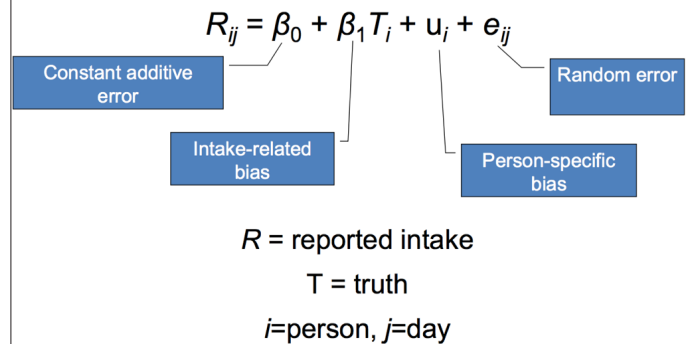 Rij = β0 + β1Ti + ui + eij
Constant additive
error
Random error
Intake-related
bias
Person-specific
bias
R = reported intake
T = truth
i=person, j=day